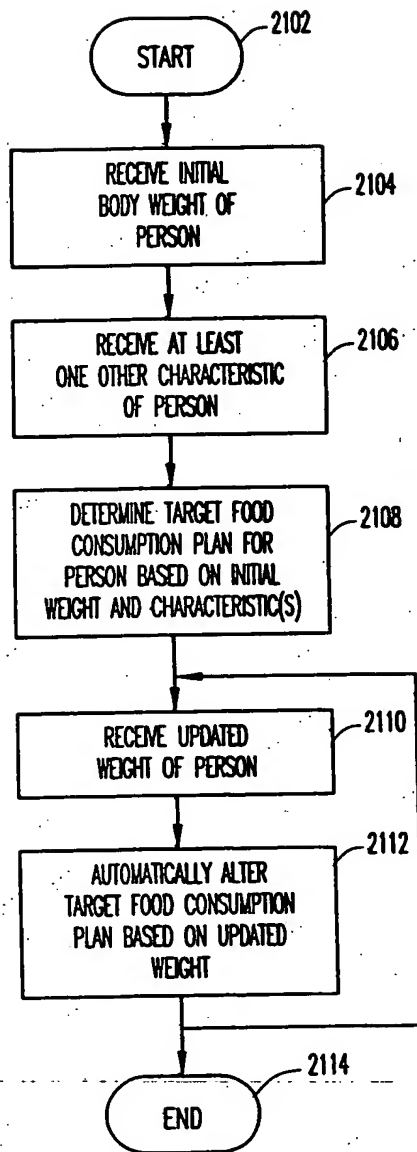 START
2102
RECEIVE INITIAL
BODY WEIGHT OF
PERSON
2104
RECEIVE AT LEAST
ONE OTHER CHARACTERISTIC
OF PERSON
2106
DETERMINE TARGET FOOD
CONSUMPTION PLAN FOR
PERSON BASED ON INITIAL
WEIGHT AND CHARACTERISTIC(S)
2108
RECEIVE UPDATED
WEIGHT OF PERSON
2110
AUTOMATICALLY ALTER
TARGET FOOD CONSUMPTION
PLAN BASED ON UPDATED
WEIGHT
2112
END
2114